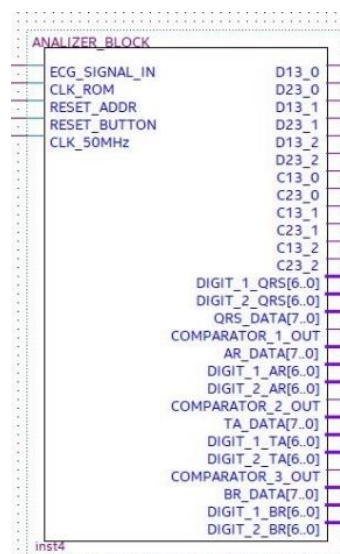 ANALIZER_BLOCK
ECG_SIGNAL_IN
CLK_ROM
RESET_ADDR
RESET_BUTTON
CLK_50MHz
D13_0
D23_0
D13_1
D23_1
D13_2
D23_2
C13_0
C23_0
C13_1
C23_1
C13_2
C23_2
DIGIT_1_QRS[6..0]
DIGIT_2_QRS[6..0]
QRS_DATA[7..0]
COMPARATOR_1_OUT
AR_DATA[7..0]
DIGIT_1_AR[6..0]
DIGIT_2_AR[6..0]
COMPARATOR_2_OUT
TA_DATA[7..0]
DIGIT_1_TA[6..0]
DIGIT_2_TA[6..0]
COMPARATOR_3_OUT
BR_DATA[7..0]
DIGIT_1_BR[6..0]
DIGIT_2_BR[6..0]
inst4